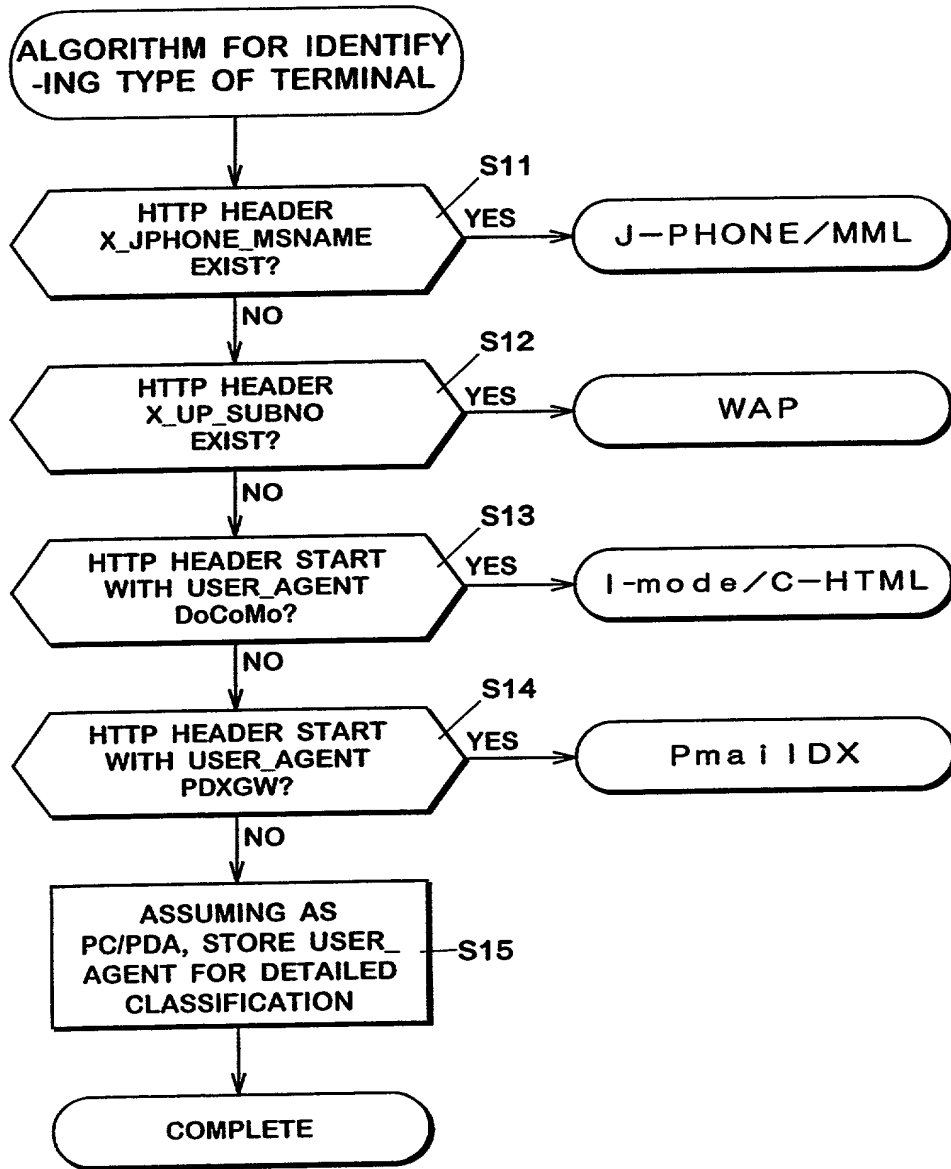 ALGORITHM FOR IDENTIFY
-ING TYPE OF TERMINAL
S11
HTTP HEADER
X_JPHONE_MSNAME
EXIST?
YES
J-PHONE/MML
NO
S12
HTTP HEADER
X_UP_SUBNO
EXIST?
YES
WAP
NO
S13
HTTP HEADER START
WITH USER_AGENT
DoCoMo?
YES
I-mode/C-HTML
NO
S14
HTTP HEADER START
WITH USER_AGENT
PDXGW?
YES
PmailDX
NO
ASSUMING AS
PC/PDA, STORE USER_
AGENT FOR DETAILED
CLASSIFICATION
S15
COMPLETE